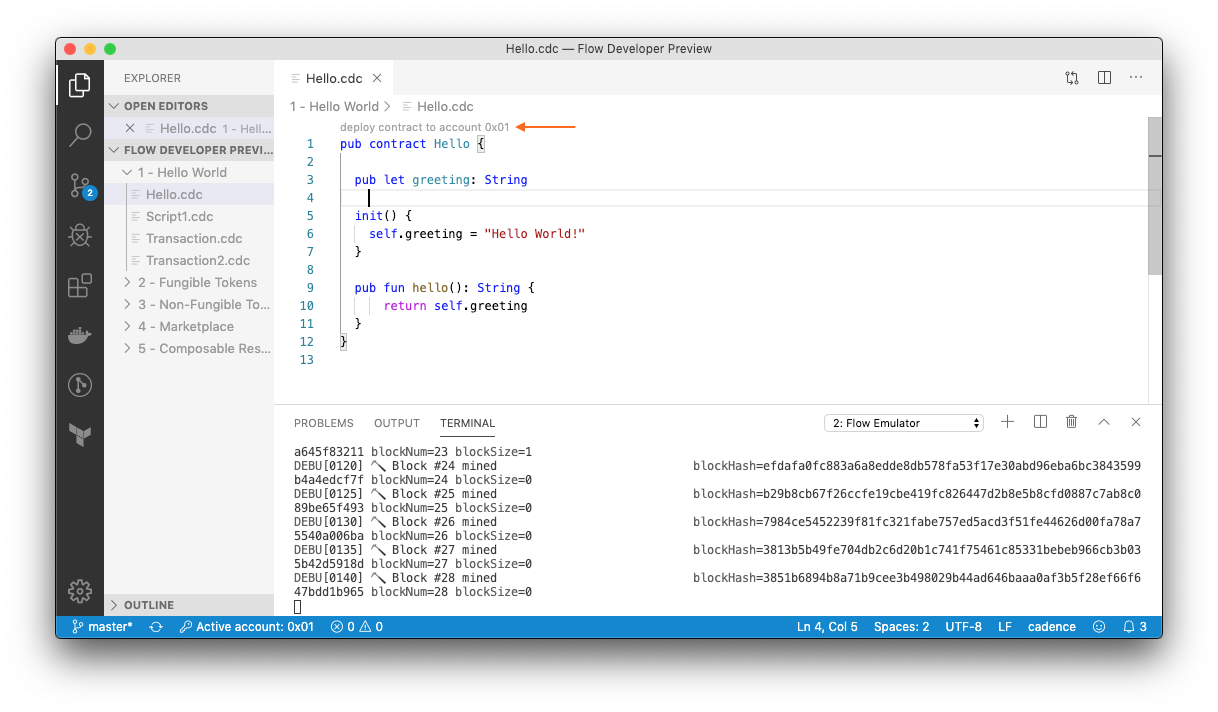 Hello.cdc — Flow Developer Preview
EXPLORER
OPEN EDITORS
Hello.cdc 1 - Hell...
FLOW DEVELOPER PREVI...
1 - Hello World
Hello.cdc
Script1.cdc
Transaction.cdc
Transaction2.cdc
2 - Fungible Tokens
3 - Non-Fungible To...
4 - Marketplace
5 - Composable Res...
OUTLINE
2
Hello.cdc
1 - Hello World Hello.cdc
deploy contract to account 0x01
1 pub contract Hello {
2
3 pub let greeting: String
4
5 init() {
6 self.greeting = "Hello World!"
7 }
8
9 pub fun hello(): String {
10 return self.greeting
11 }
12 }
13
PROBLEMS OUTPUT TERMINAL 2: Flow Emulator
a645f83211 blockNum=23 blockSize=1
DEBU[0120] Block #24 mined blockHash=efdafa0fc883a6a8edde8db578fa53f17e30abd96eba6bc3843599
b4a4edcf7f blockNum=24 blockSize=0
DEBU[0125] Block #25 mined blockHash=b29b8cb67f26ccfe19cbe419fc826447d2b8e5b8cfd0887c7ab8c0
89be65f493 blockNum=25 blockSize=0
DEBU[0130] Block #26 mined blockHash=7984ce5452239f81fc321fabe757ed5acd3f51fe44626d00fa78a7
5540a006ba blockNum=26 blockSize=0
DEBU[0135] Block #27 mined blockHash=3813b5b49fe704db2c6d20b1c741f75461c85331bebeb966cb3b03
5b42d5918d blockNum=27 blockSize=0
DEBU[0140] Block #28 mined blockHash=3851b6894b8a71b9cee3b498029b44ad646baaa0af3b5f28ef66f6
47bdd1b965 blockNum=28 blockSize=0
master* Active account: 0x01 0 0 Ln 4, Col 5 Spaces: 2 UTF-8 LF cadence 3